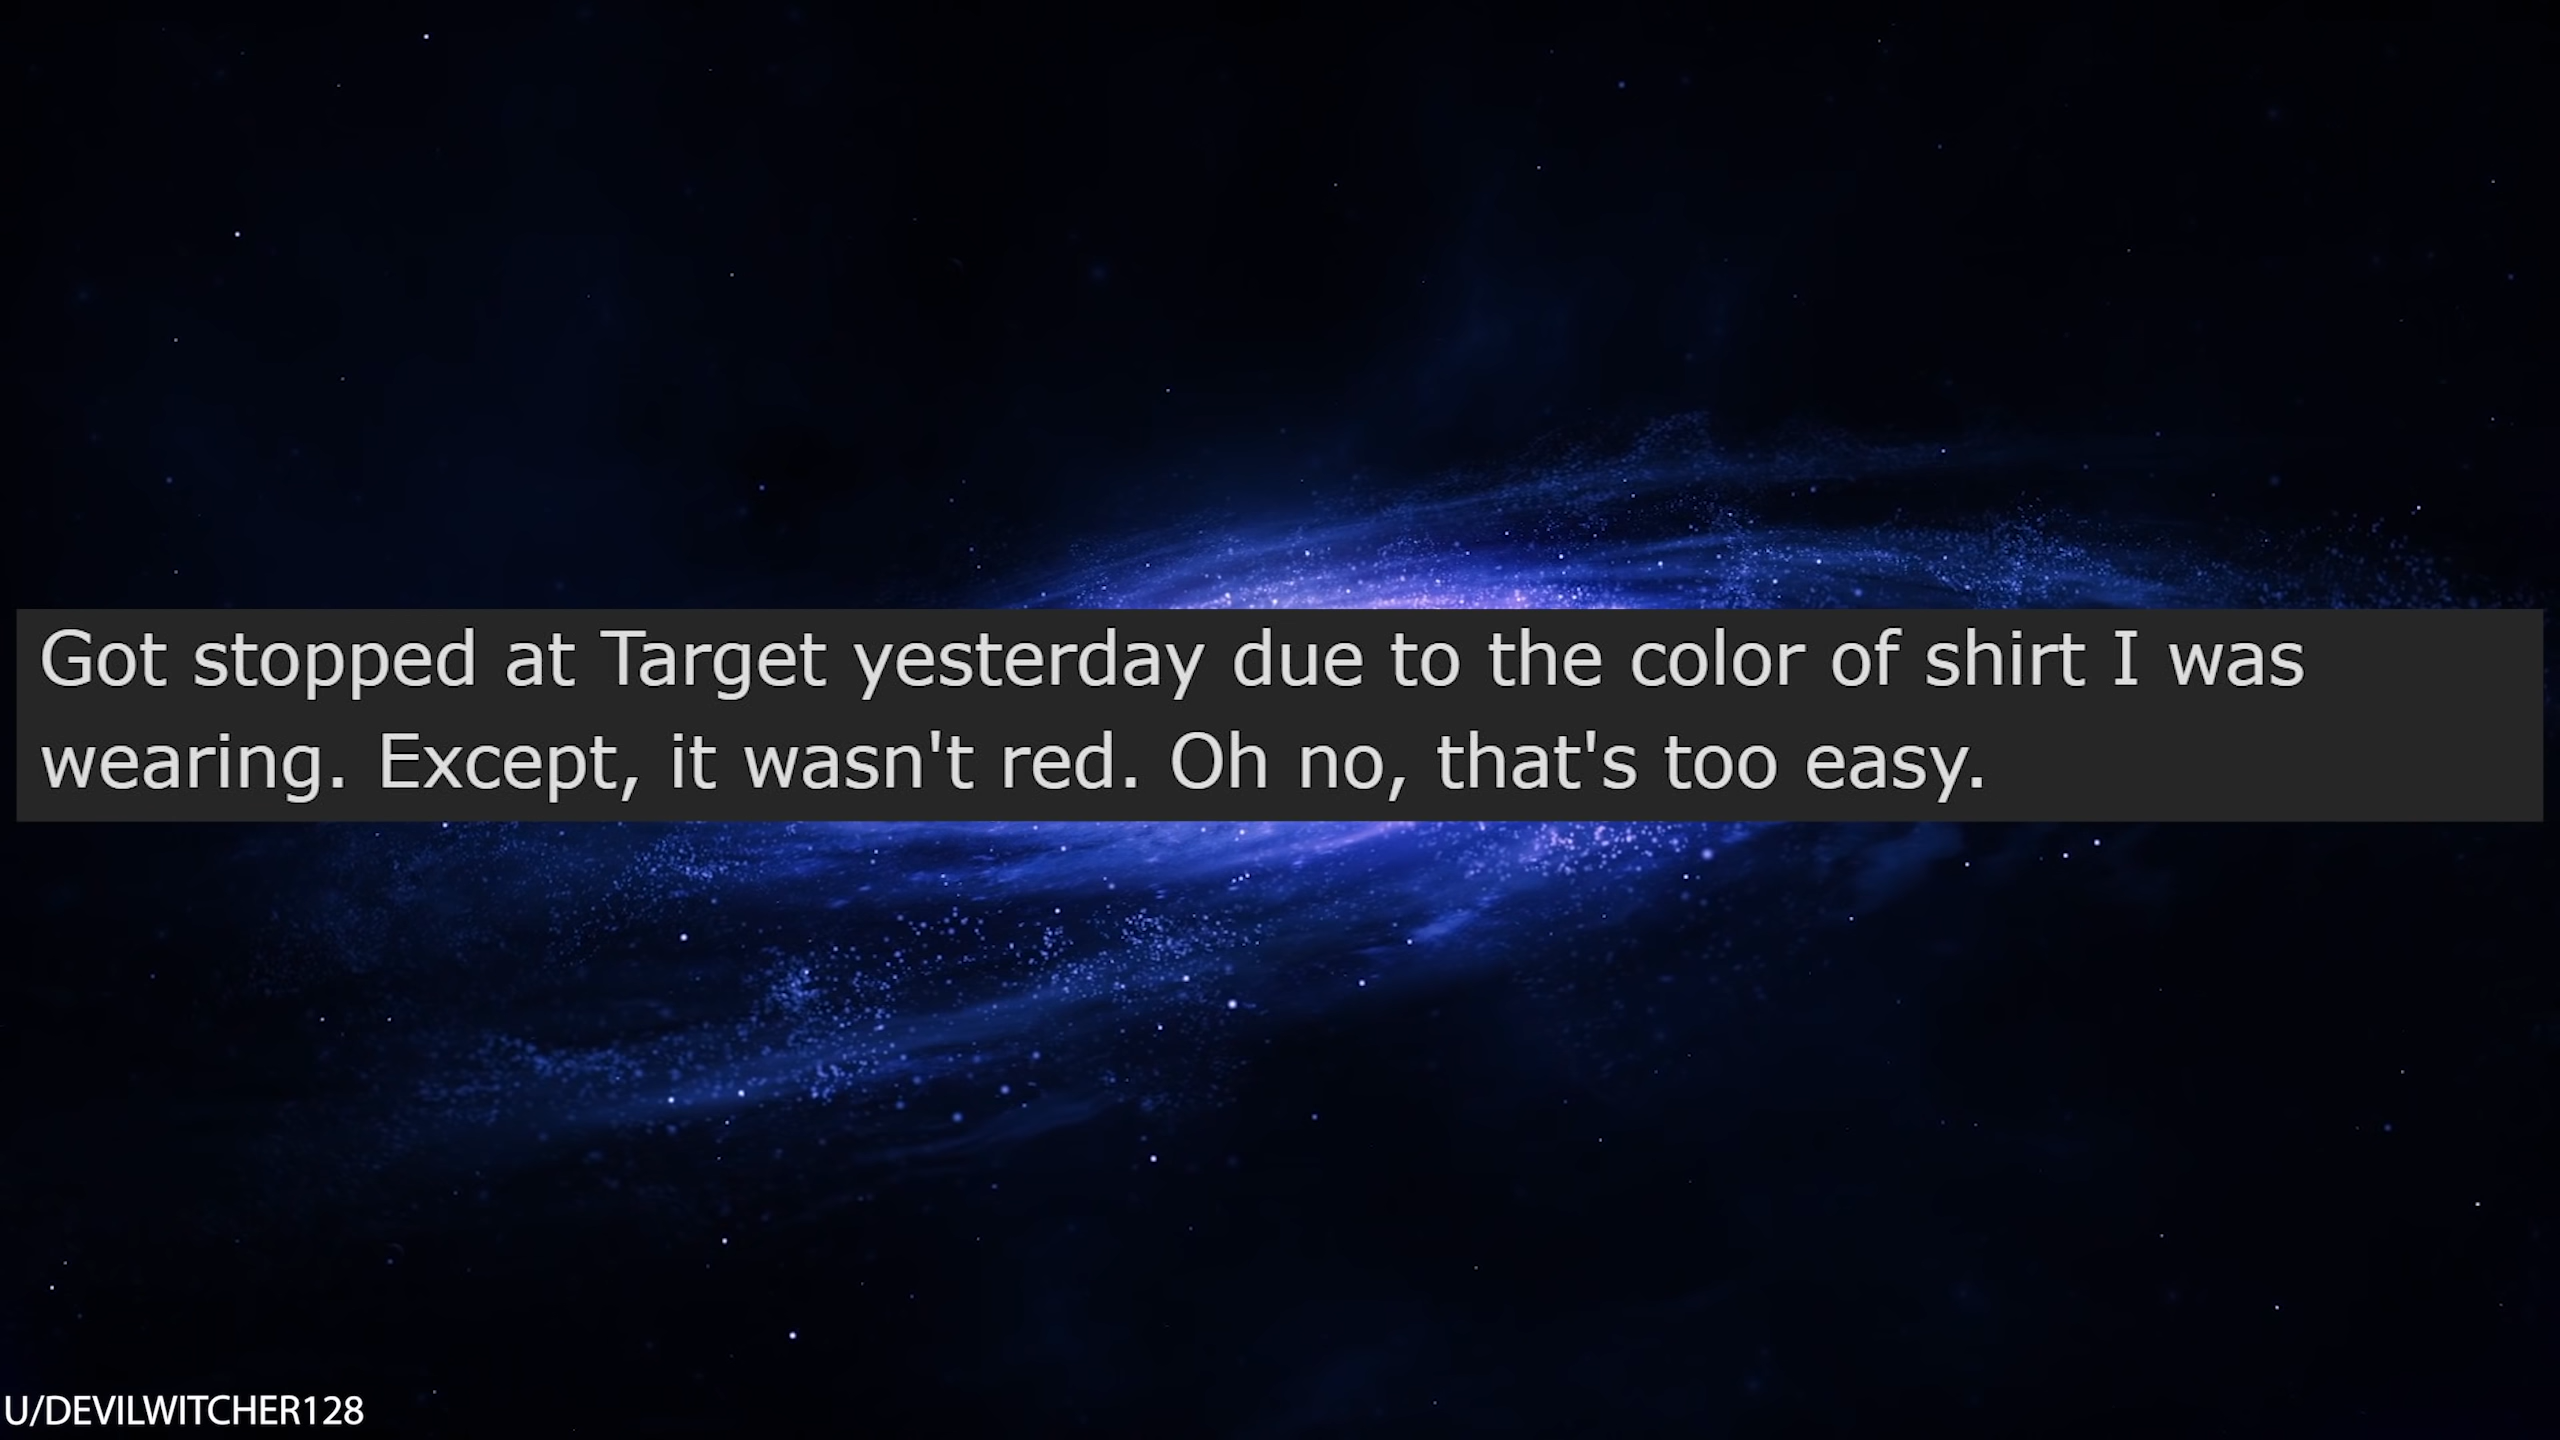 Got stopped at Target yesterday due to the color of shirt I was
wearing. Except, it wasn't red. Oh no, that's too easy.
U/DEVILWITCHER128